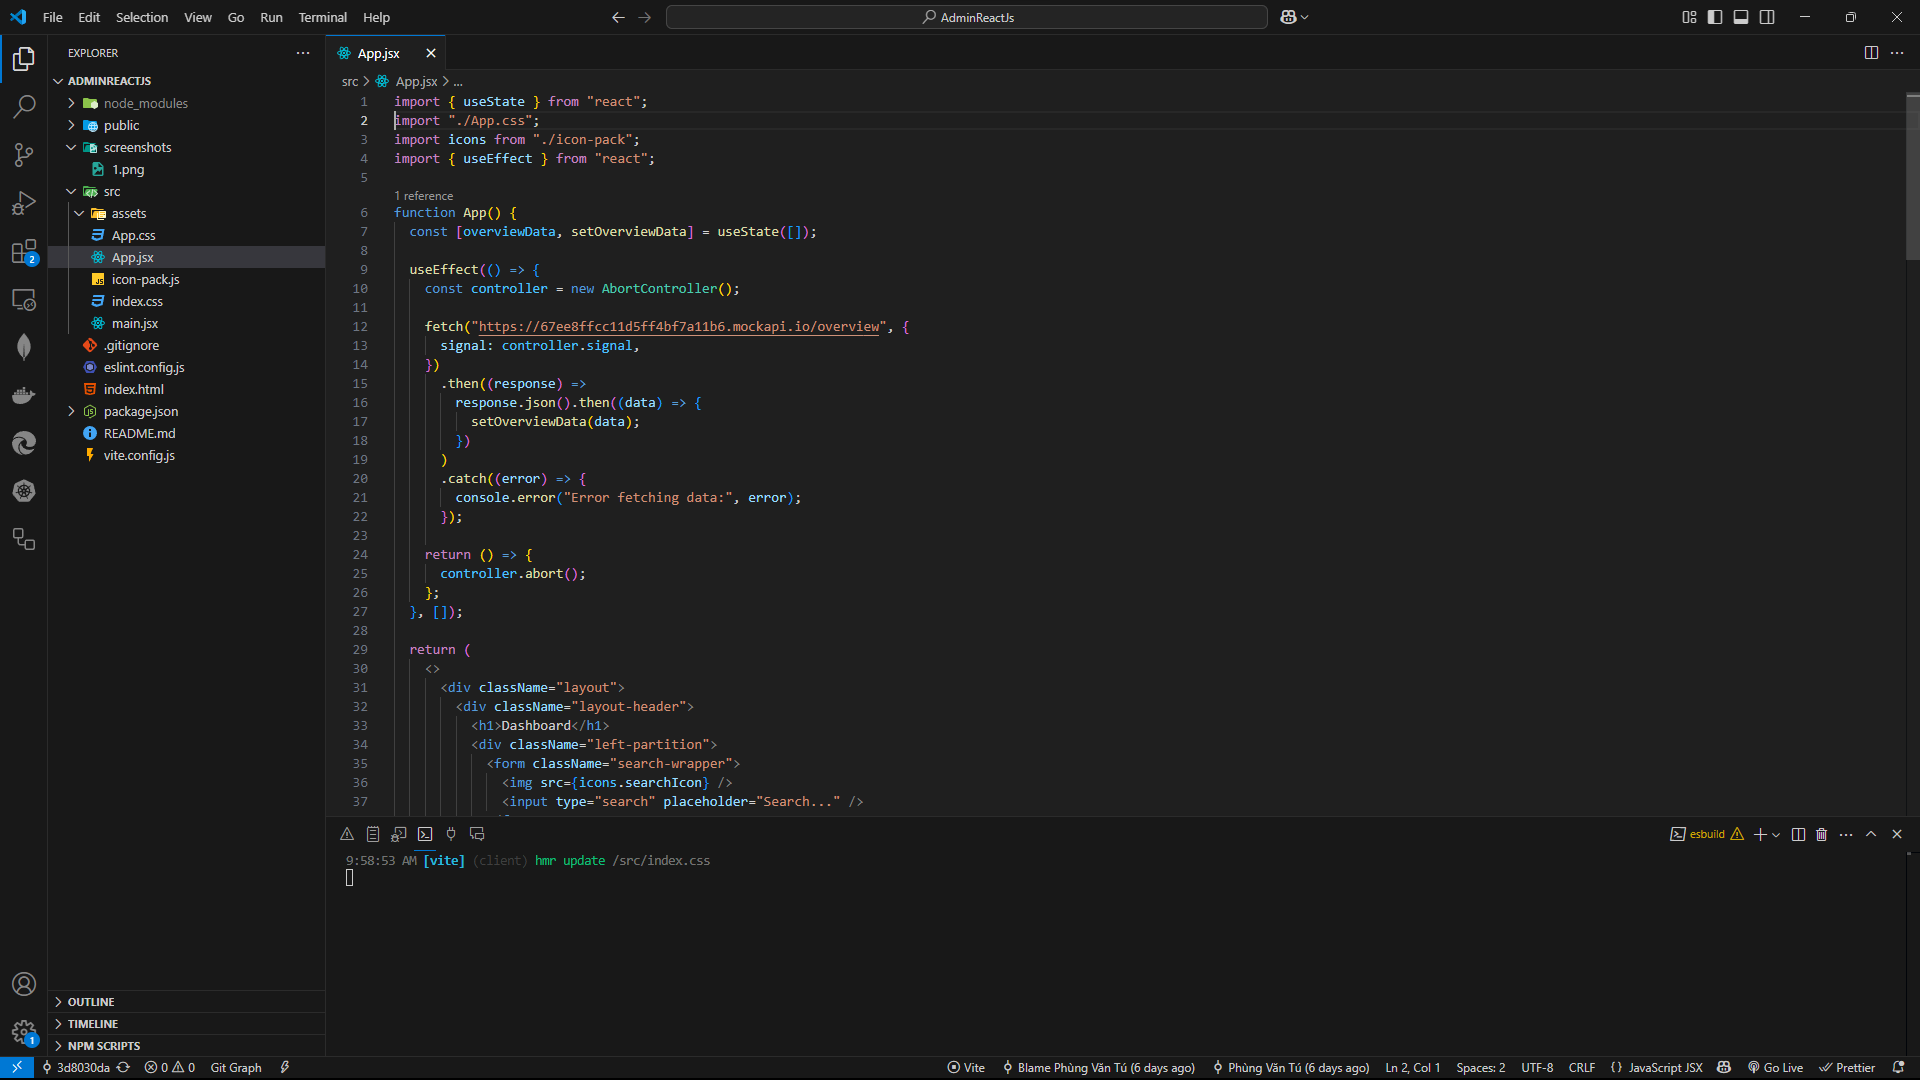 File Edit Selection View Go Run Terminal Help
AdminReactJs
EXPLORER
ADMINREACTJS
node_modules
public
screenshots
1.png
src
assets
App.css
App.jsx
icon-pack.js
index.css
main.jsx
.gitignore
eslint.config.js
index.html
package.json
README.md
vite.config.js
OUTLINE
TIMELINE
NPM SCRIPTS
2
1
App.jsx
src > App.jsx > ...
1 import { useState } from "react";
2 import "./App.css";
3 import icons from "./icon-pack";
4 import { useEffect } from "react";
5
1 reference
6 function App() {
7 const [overviewData, setOverviewData] = useState([]);
8
9 useEffect(() => {
10 const controller = new AbortController();
11
12 fetch("https://67ee8ffcc11d5ff4bf7a11b6.mockapi.io/overview", {
13 signal: controller.signal,
14 })
15 .then((response) =>
16 response.json().then((data) => {
17 setOverviewData(data);
18 })
19 )
20 .catch((error) => {
21 console.error("Error fetching data:", error);
22 });
23
24 return () => {
25 controller.abort();
26 };
27 }, []);
28
29 return (
30 <>
31 <div className="layout">
32 <div className="layout-header">
33 <h1>Dashboard</h1>
34 <div className="left-partition">
35 <form className="search-wrapper">
36 <img src={icons.searchIcon} />
37 <input type="search" placeholder="Search..." />
esbuild
9:58:53 AM [vite] (client) hmr update /src/index.css
3d8030da 0 0 Git Graph Vite Blame Phùng Văn Tú (6 days ago) Phùng Văn Tú (6 days ago) Ln 2, Col 1 Spaces: 2 UTF-8 CRLF {} JavaScript JSX Go Live Prettier